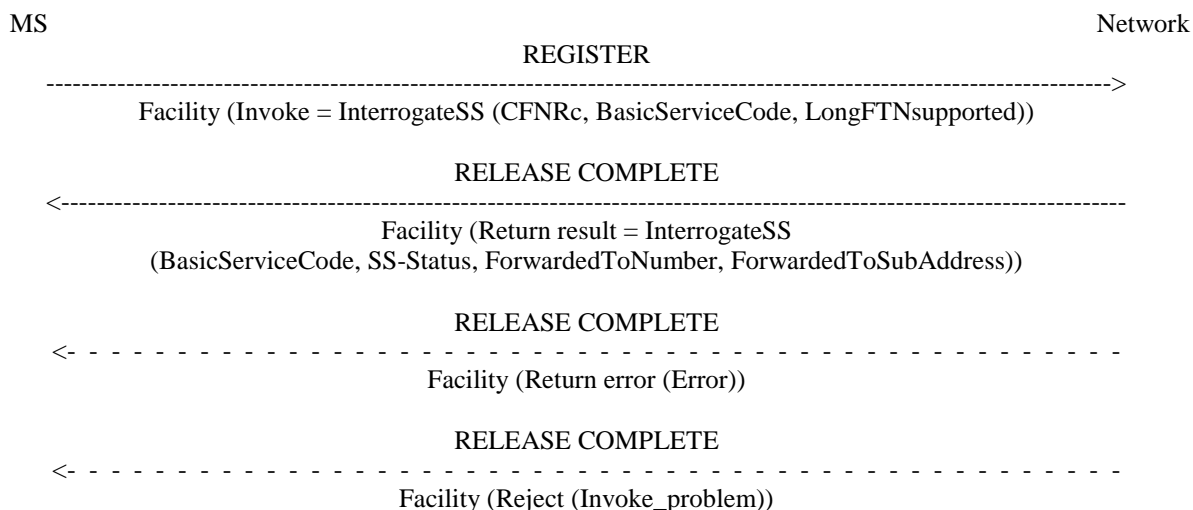 MS Network
REGISTER
------------------------------------------------------------------------------------------------------------------------>
Facility (Invoke = InterrogateSS (CFNRc, BasicServiceCode, LongFTNsupported))
RELEASE COMPLETE
<------------------------------------------------------------------------------------------------------------------------
Facility (Return result = InterrogateSS
(BasicServiceCode, SS-Status, ForwardedToNumber, ForwardedToSubAddress))
RELEASE COMPLETE
<- - - - - - - - - - - - - - - - - - - - - - - - - - - - - - - - - - - - - - - - - - - - - - - -
Facility (Return error (Error))
RELEASE COMPLETE
<- - - - - - - - - - - - - - - - - - - - - - - - - - - - - - - - - - - - - - - - - - - - - - - -
Facility (Reject (Invoke_problem))